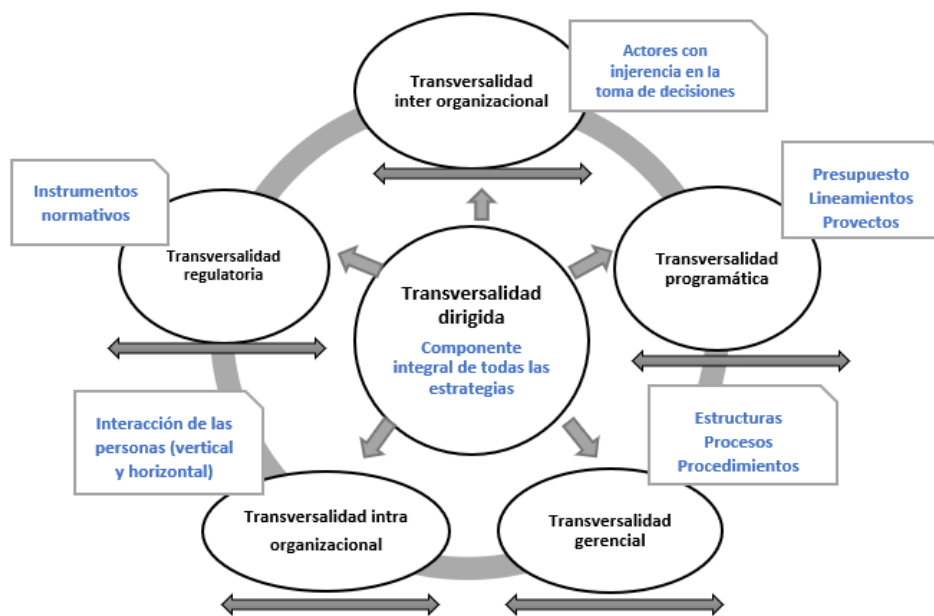 Transversalidad
inter organizacional
Actores con
injerencia en la
toma de decisiones
Instrumentos
normativos
Presupuesto
Lineamientos
Provectos
Transversalidad
regulatoria
Transversalidad
programática
Transversalidad
dirigida
Componente
integral de todas las
estrategias
Interacción de las
personas (vertical
y horizontal)
Estructuras
Procesos
Procedimientos
Transversalidad intra
organizacional
Transversalidad
gerencial